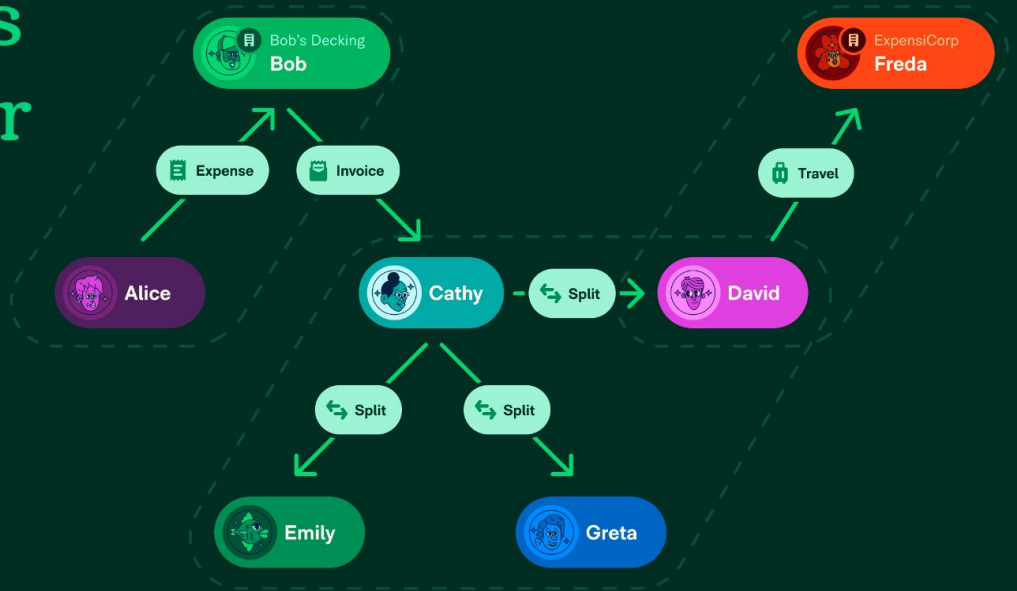 s
r
Bob's Decking
Bob
ExpensiCorp
Freda
Expense
Invoice
Travel
Alice
Cathy
Split
David
Split
Split
Emily
Greta